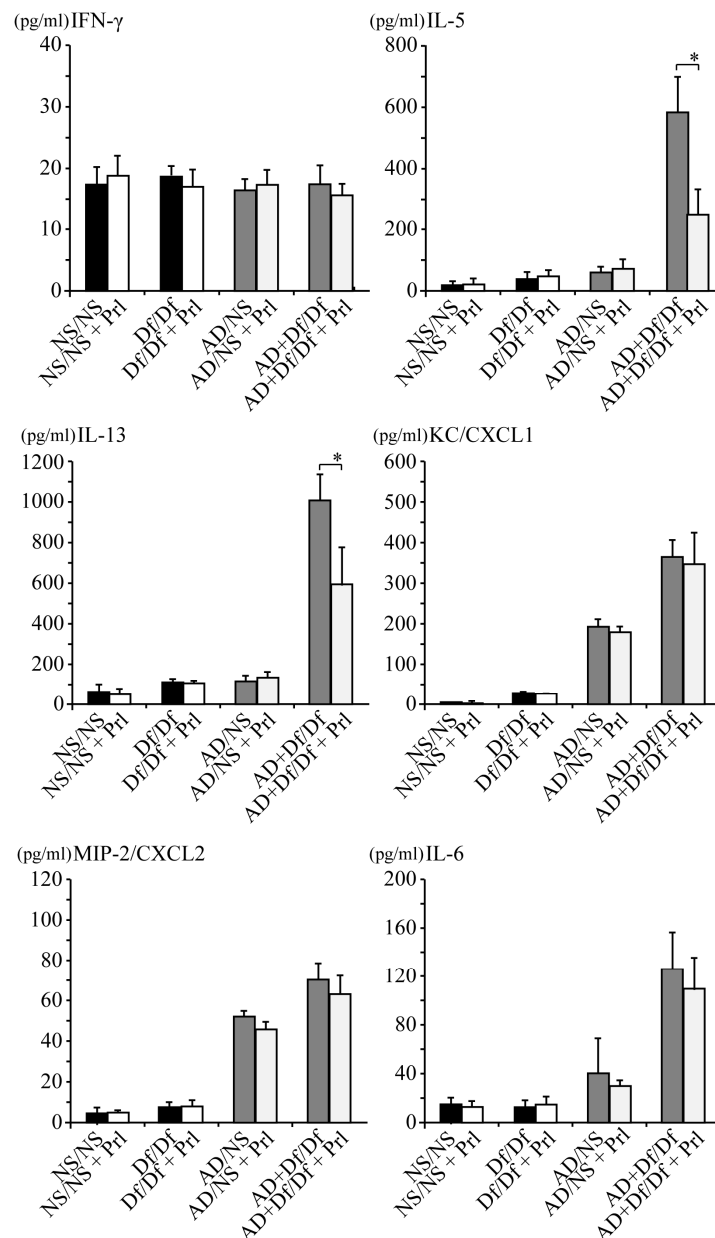 (pg/ml) IFN-γ
40
30
20
10
0
NS/NS
NS/NS + Prl
Df/Df
Df/Df + Prl
AD/NS
AD/NS + Prl
AD+Df/Df
AD+Df/Df + Prl
(pg/ml) IL-5
800
600
400
200
0
*
NS/NS
NS/NS + Prl
Df/Df
Df/Df + Prl
AD/NS
AD/NS + Prl
AD+Df/Df
AD+Df/Df + Prl
(pg/ml) IL-13
1200
1000
800
600
400
200
0
*
NS/NS
NS/NS + Prl
Df/Df
Df/Df + Prl
AD/NS
AD/NS + Prl
AD+Df/Df
AD+Df/Df + Prl
(pg/ml) KC/CXCL1
600
500
400
300
200
100
0
NS/NS
NS/NS + Prl
Df/Df
Df/Df + Prl
AD/NS
AD/NS + Prl
AD+Df/Df
AD+Df/Df + Prl
(pg/ml) MIP-2/CXCL2
120
100
80
60
40
20
0
NS/NS
NS/NS + Prl
Df/Df
Df/Df + Prl
AD/NS
AD/NS + Prl
AD+Df/Df
AD+Df/Df + Prl
(pg/ml) IL-6
200
160
120
80
40
0
NS/NS
NS/NS + Prl
Df/Df
Df/Df + Prl
AD/NS
AD/NS + Prl
AD+Df/Df
AD+Df/Df + Prl